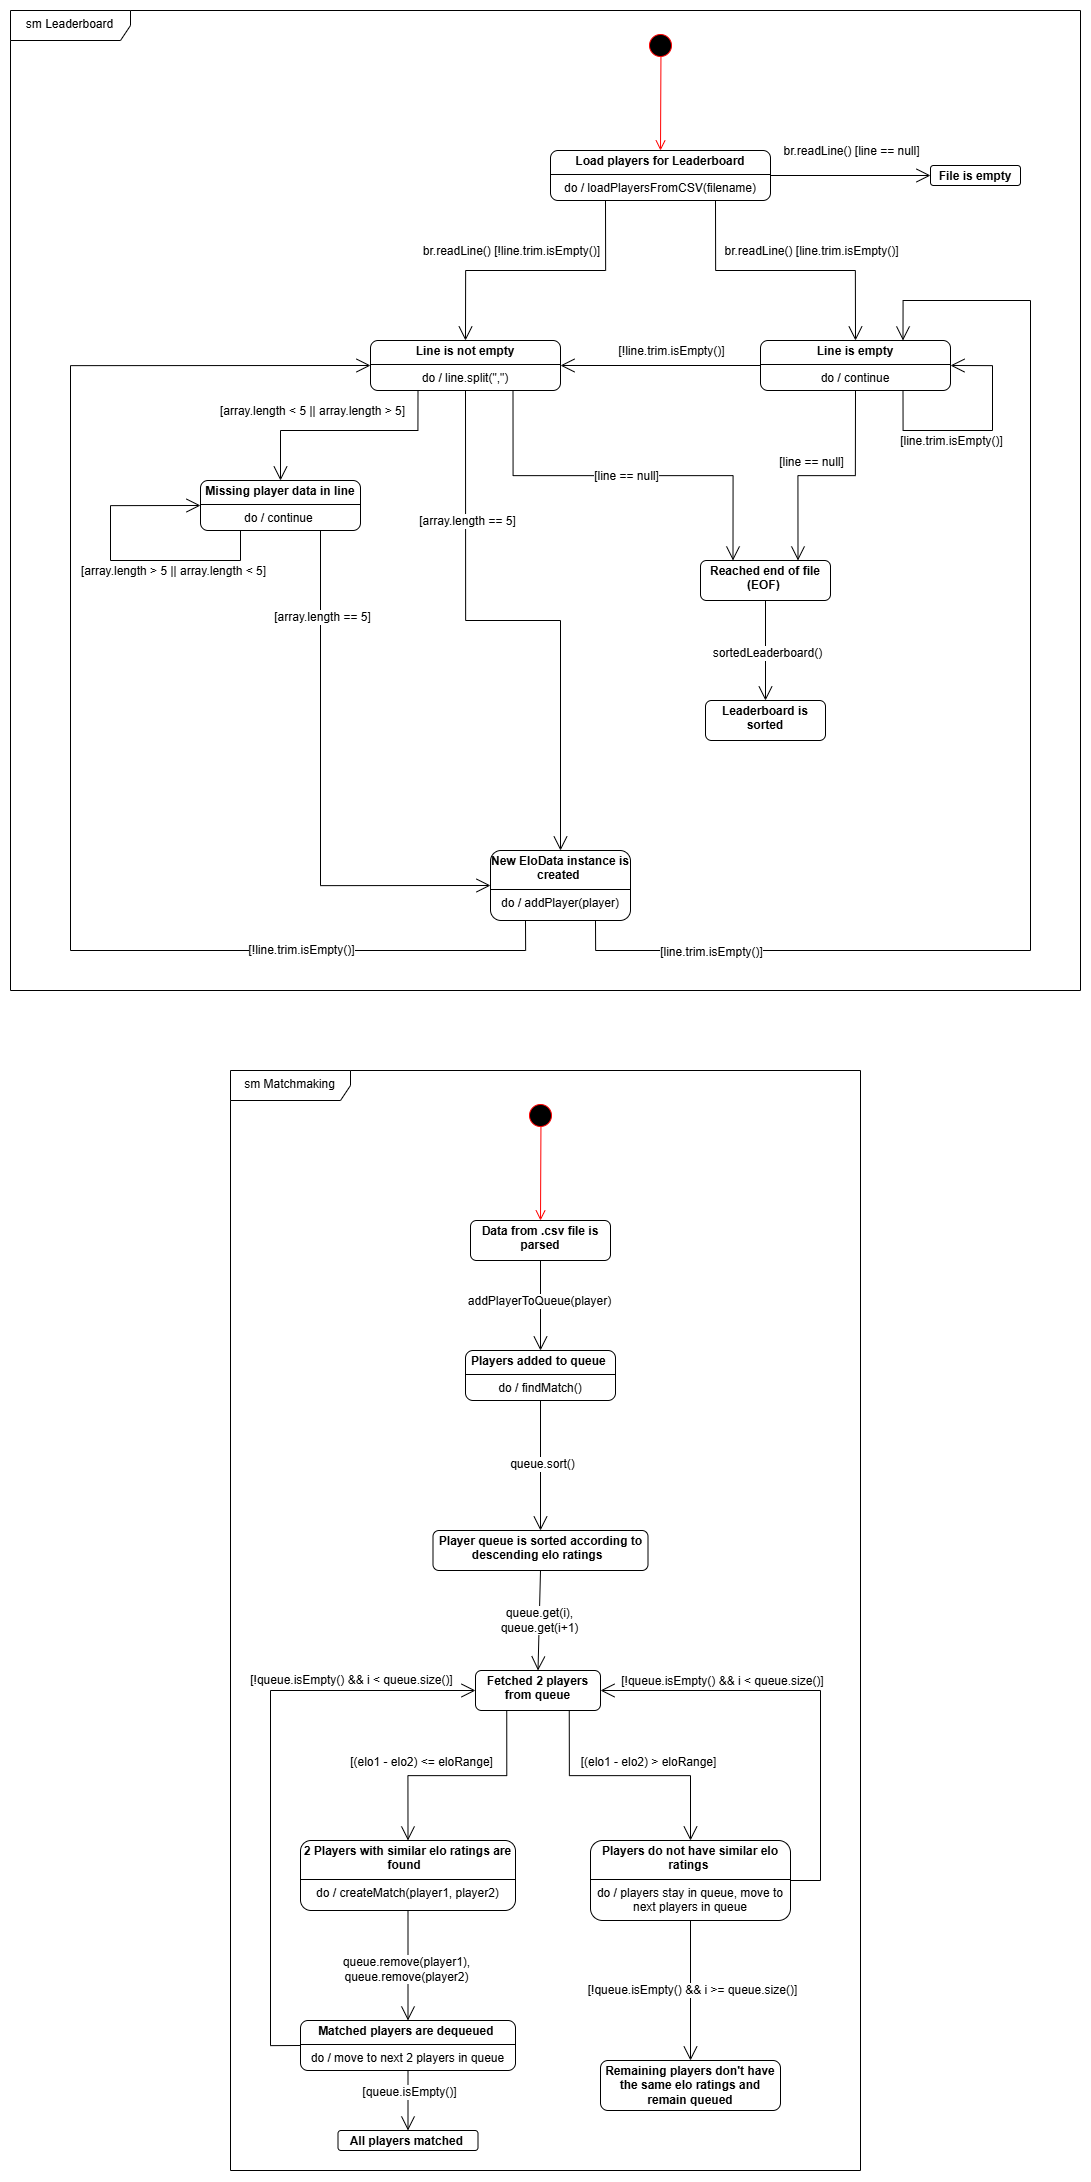 sm Leaderboard
br.readLine() [line == null]
Load players for Leaderboard
do / loadPlayersFromCSV(filename)
File is empty
br.readLine() [!line.trim.isEmpty()]
br.readLine() [line.trim.isEmpty()]
Line is not empty
do / line.split(",")
[!line.trim.isEmpty()]
Line is empty
do / continue
[array.length < 5 || array.length > 5]
[line.trim.isEmpty()]
[line == null]
[line == null]
Missing player data in line
do / continue
[array.length == 5]
[array.length > 5 || array.length < 5]
Reached end of file
(EOF)
[array.length == 5]
sortedLeaderboard()
Leaderboard is
sorted
New EloData instance is
created
do / addPlayer(player)
[!line.trim.isEmpty()]
[line.trim.isEmpty()]
sm Matchmaking
Data from .csv file is
parsed
addPlayerToQueue(player)
Players added to queue
do / findMatch()
queue.sort()
Player queue is sorted according to
descending elo ratings
queue.get(i),
queue.get(i+1)
[!queue.isEmpty() && i < queue.size()]
[!queue.isEmpty() && i < queue.size()]
Fetched 2 players
from queue
[(elo1 - elo2) <= eloRange]
[(elo1 - elo2) > eloRange]
2 Players with similar elo ratings are
found
do / createMatch(player1, player2)
Players do not have similar elo
ratings
do / players stay in queue, move to
next players in queue
queue.remove(player1),
queue.remove(player2)
[!queue.isEmpty() && i >= queue.size()]
Matched players are dequeued
do / move to next 2 players in queue
[queue.isEmpty()]
All players matched
Remaining players don't have
the same elo ratings and
remain queued